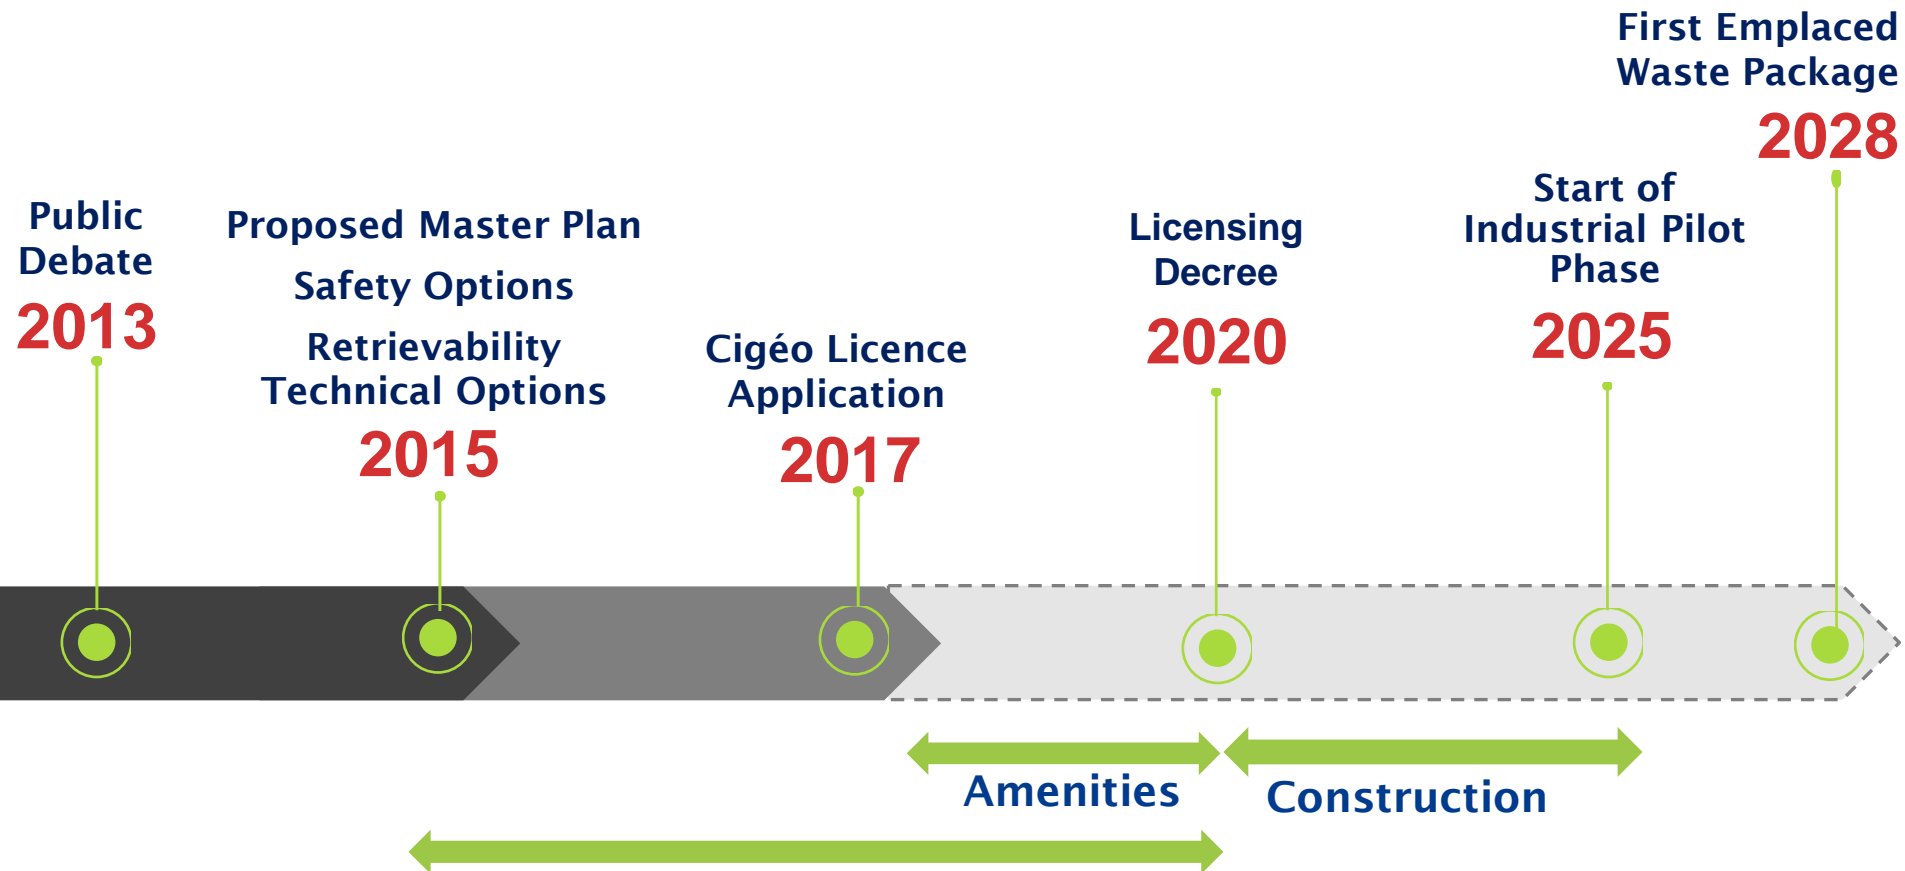 Public
Debate
2013
Proposed Master Plan
Safety Options
Retrievability
Technical Options
2015
Cigéo Licence
Application
2017
Licensing
Decree
2020
Start of
Industrial Pilot
Phase
2025
First Emplaced
Waste Package
2028
Amenities
Construction